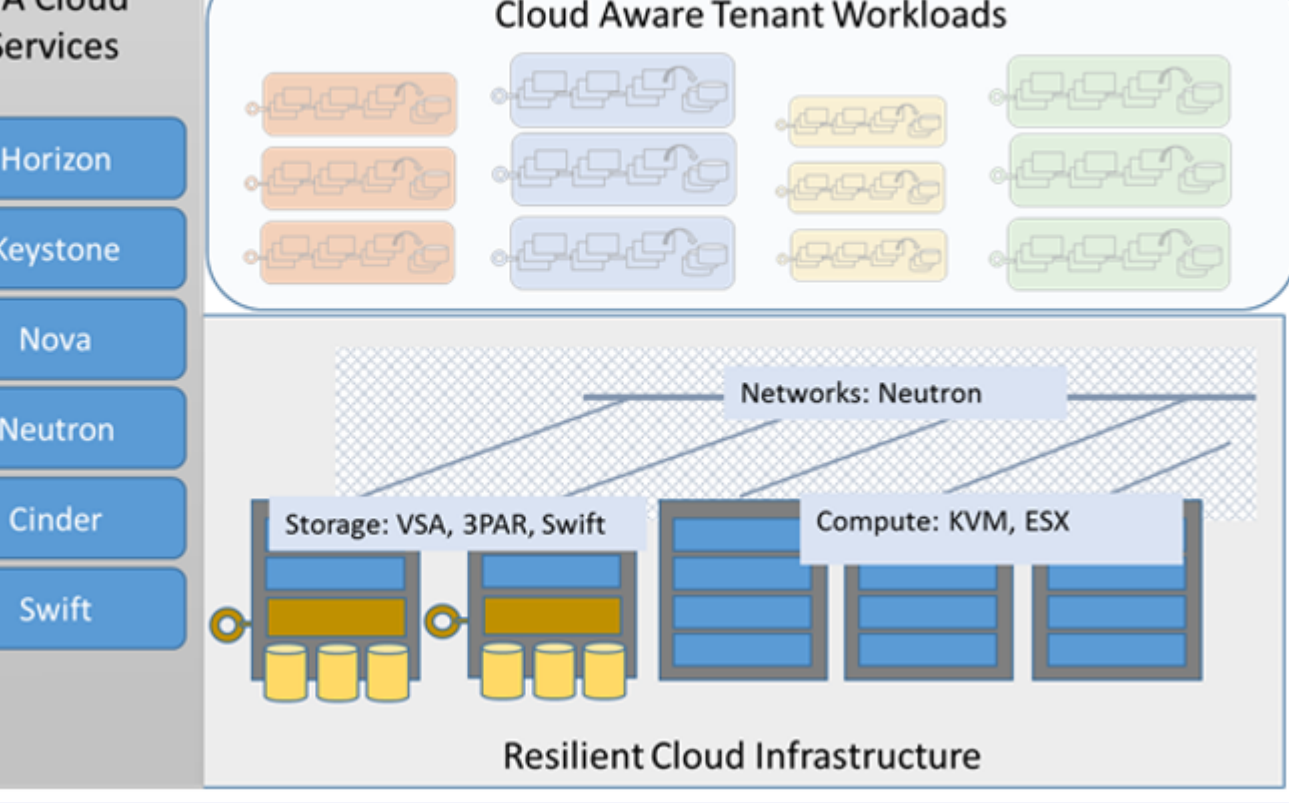 A Cloud
Services
Horizon
Keystone
Nova
Neutron
Cinder
Swift
Cloud Aware Tenant Workloads
Networks: Neutron
Storage: VSA, 3PAR, Swift
Compute: KVM, ESX
Resilient Cloud Infrastructure